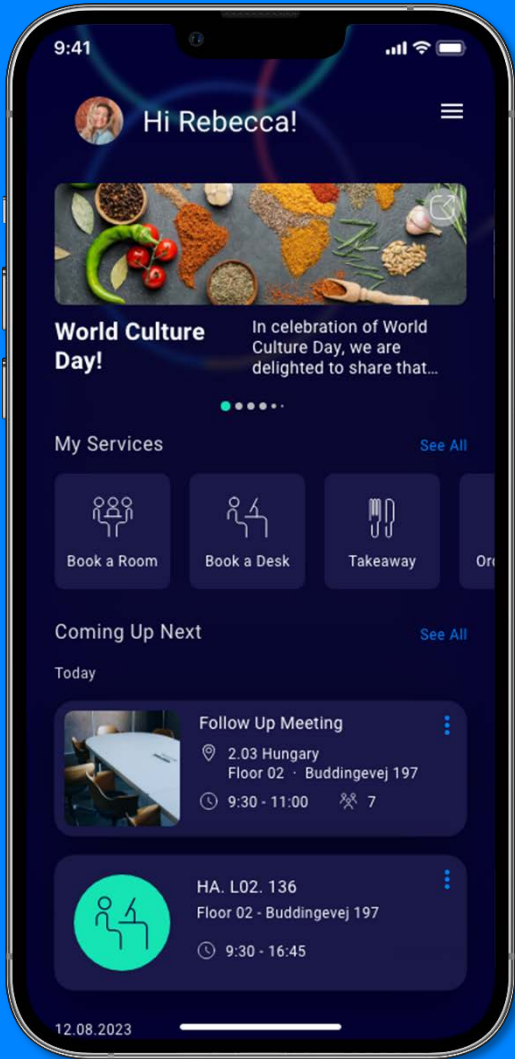 9:41
Hi Rebecca!
World Culture
Day!
In celebration of World
Culture Day, we are
delighted to share that...
My Services
See All
Book a Room
Book a Desk
Takeaway
Coming Up Next
See All
Today
Follow Up Meeting
2.03 Hungary
Floor 02 · Buddingevej 197
9:30 - 11:00
7
HA. L02. 136
Floor 02 - Buddingevej 197
9:30 - 16:45
12.08.2023